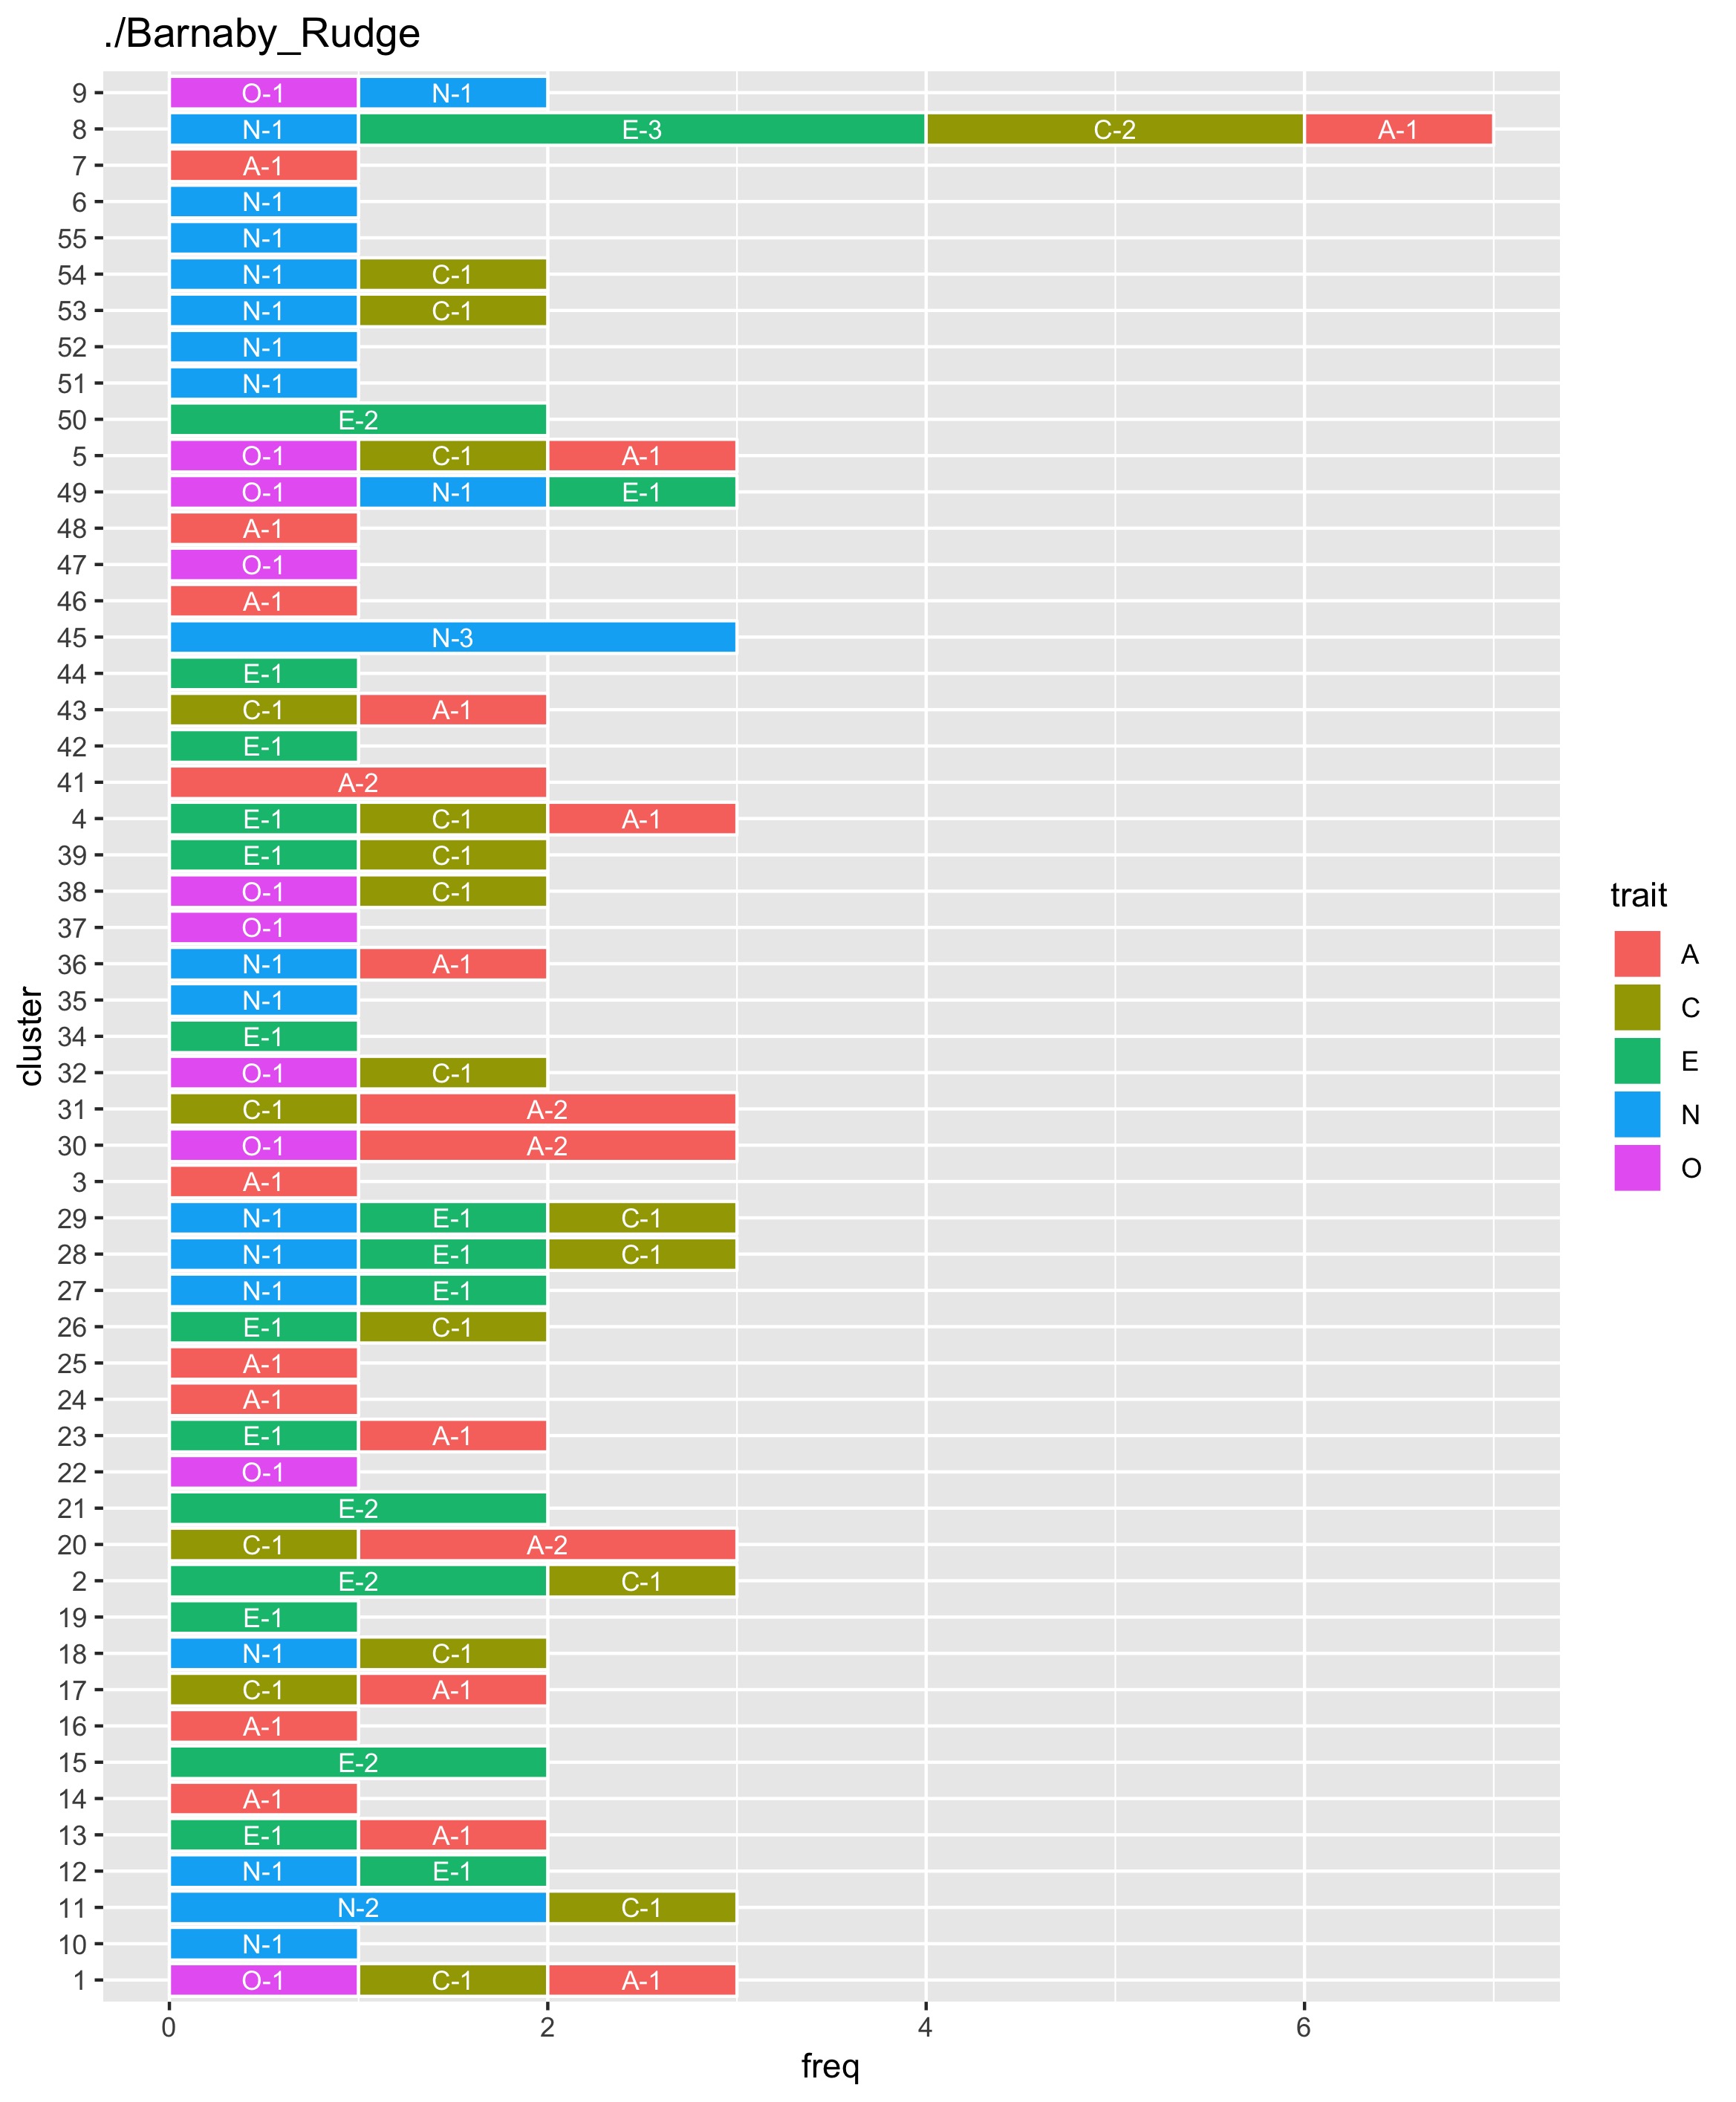 ./Barnaby_Rudge
9 O-1 N-1
8 N-1 E-3 C-2 A-1
7 A-1
6 N-1
55 N-1
54 N-1 C-1
53 N-1 C-1
52 N-1
51 N-1
50 E-2
5 O-1 C-1 A-1
49 O-1 N-1 E-1
48 A-1
47 O-1
46 A-1
45 N-3
44 E-1
43 C-1 A-1
42 E-1
41 A-2
4 E-1 C-1 A-1
39 E-1 C-1
38 O-1 C-1
37 O-1
36 N-1 A-1
35 N-1
34 E-1
32 O-1 C-1
31 C-1 A-2
30 O-1 A-2
3 A-1
29 N-1 E-1 C-1
28 N-1 E-1 C-1
27 N-1 E-1
26 E-1 C-1
25 A-1
24 A-1
23 E-1 A-1
22 O-1
21 E-2
20 C-1 A-2
2 E-2 C-1
19 E-1
18 N-1 C-1
17 C-1 A-1
16 A-1
15 E-2
14 A-1
13 E-1 A-1
12 N-1 E-1
11 N-2 C-1
10 N-1
1 O-1 C-1 A-1
0 2 4 6
freq
cluster
trait
A
C
E
N
O